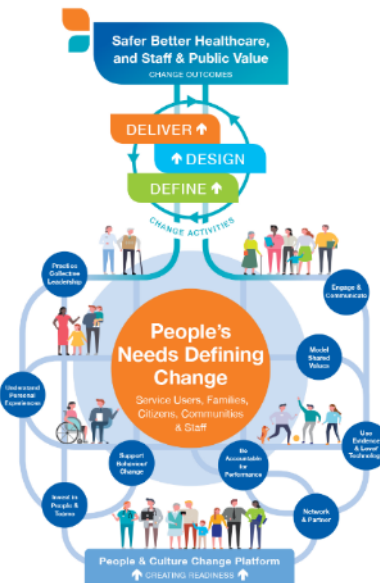 Safer Better Healthcare,
and Staff & Public Value
CHANGE OUTCOMES
DELIVER
DESIGN
DEFINE
CHANGE ACTIVITIES
Practice
Collective
Leadership
Engage &
Communicate
People's
Needs Defining
Change
Service Users, Families,
Citizens, Communities
& Staff
Model
Shared
Values
Understand
Personal
Experiences
Use
Evidence
& Level
Technology
Support
Behaviour
Change
Be
Accountable
for
Performance
Invest in
People &
Teams
Network
& Partner
People & Culture Change Platform
CREATING READINESS